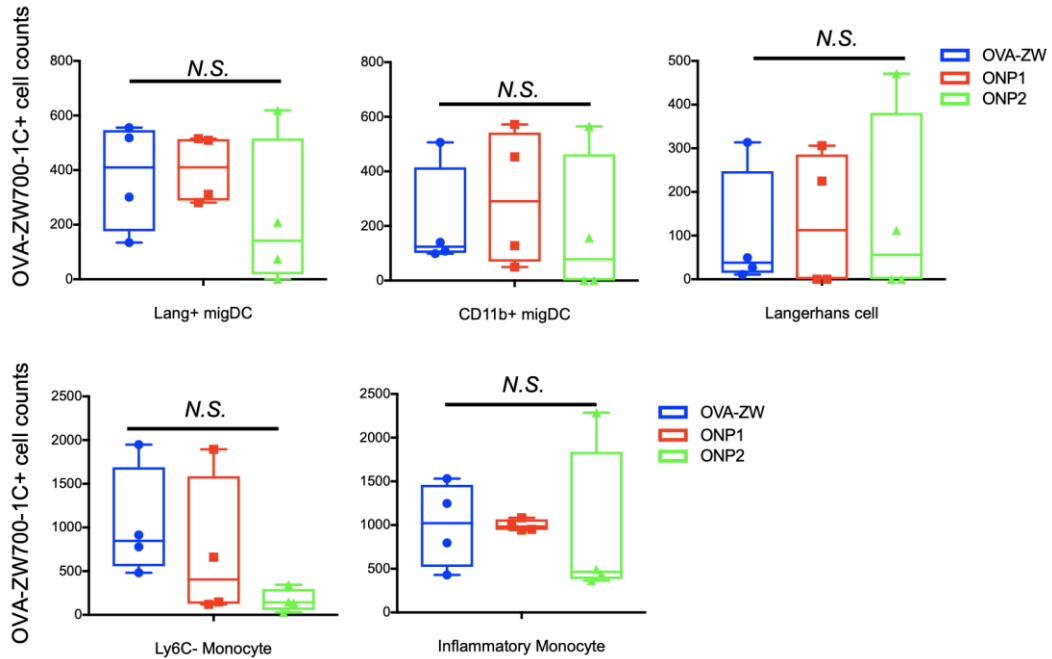 OVA-ZW700-1C+ cell counts
800
600
400
200
0
N.S.
Lang+ migDC
800
600
400
200
0
N.S.
CD11b+ migDC
500
400
300
200
100
0
N.S.
Langerhans cell
OVA-ZW
ONP1
ONP2
OVA-ZW700-1C+ cell counts
2500
2000
1500
1000
500
0
N.S.
Ly6C- Monocyte
2500
2000
1500
1000
500
0
N.S.
Inflammatory Monocyte
OVA-ZW
ONP1
ONP2